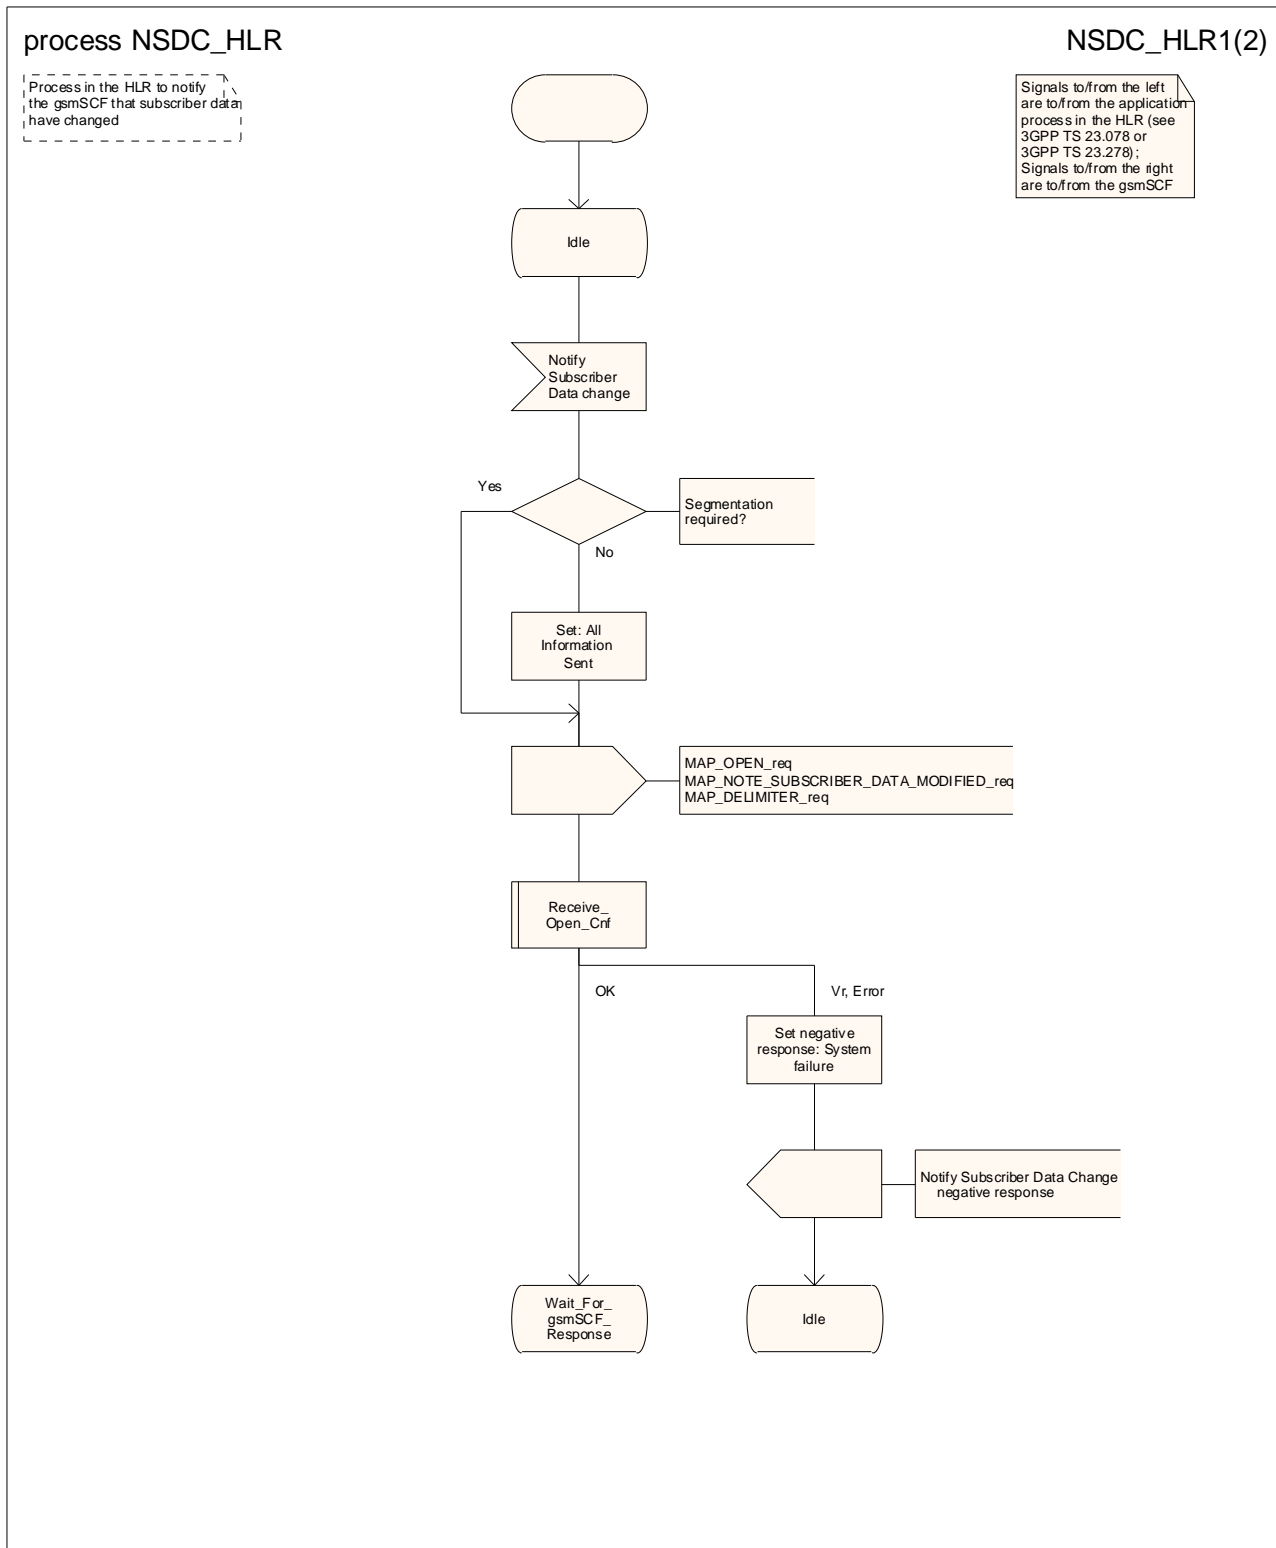 process NSDC_HLR
NSDC_HLR1(2)
Process in the HLR to notify
the gsmSCF that subscriber data
have changed
Signals to/from the left
are to/from the application
process in the HLR (see
3GPP TS 23.078 or
3GPP TS 23.278);
Signals to/from the right
are to/from the gsmSCF
Idle
Notify
Subscriber
Data change
Yes
Segmentation
required?
No
Set: All
Information
Sent
MAP_OPEN_req
MAP_NOTE_SUBSCRIBER_DATA_MODIFIED_req
MAP_DELIMITER_req
Receive_
Open_Cnf
OK
Vr, Error
Set negative
response: System
failure
Notify Subscriber Data Change
negative response
Wait_For_
gsmSCF_
Response
Idle